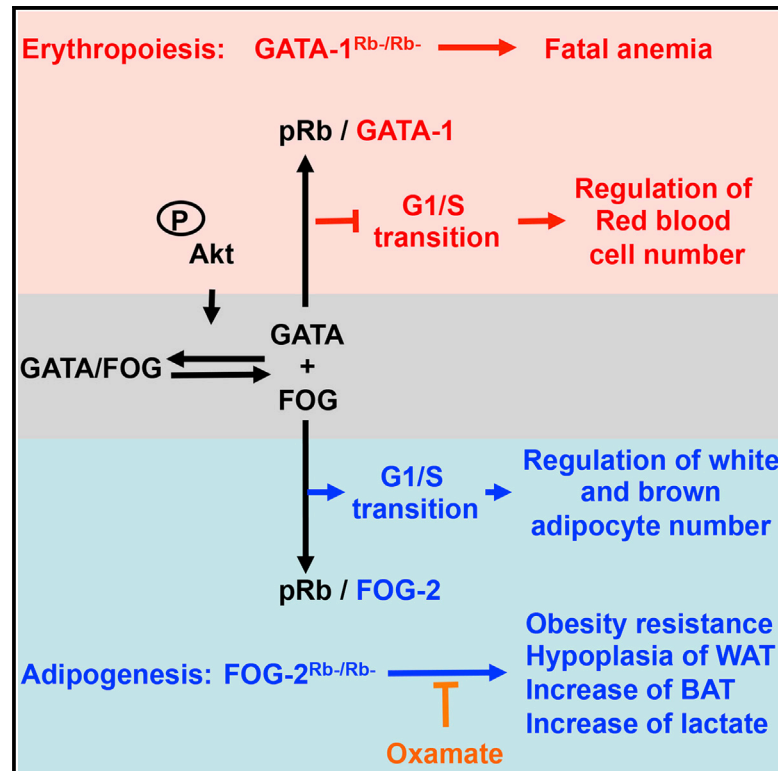 Erythropoiesis: GATA-1Rb-/Rb- Fatal anemia
pRb / GATA-1
G1/S
transition
Regulation of
Red blood
cell number
P
Akt
GATA/FOG
GATA
+
FOG
G1/S
transition
Regulation of white
and brown
adipocyte number
pRb / FOG-2
Adipogenesis: FOG-2Rb-/Rb-
Obesity resistance
Hypoplasia of WAT
Increase of BAT
Increase of lactate
Oxamate